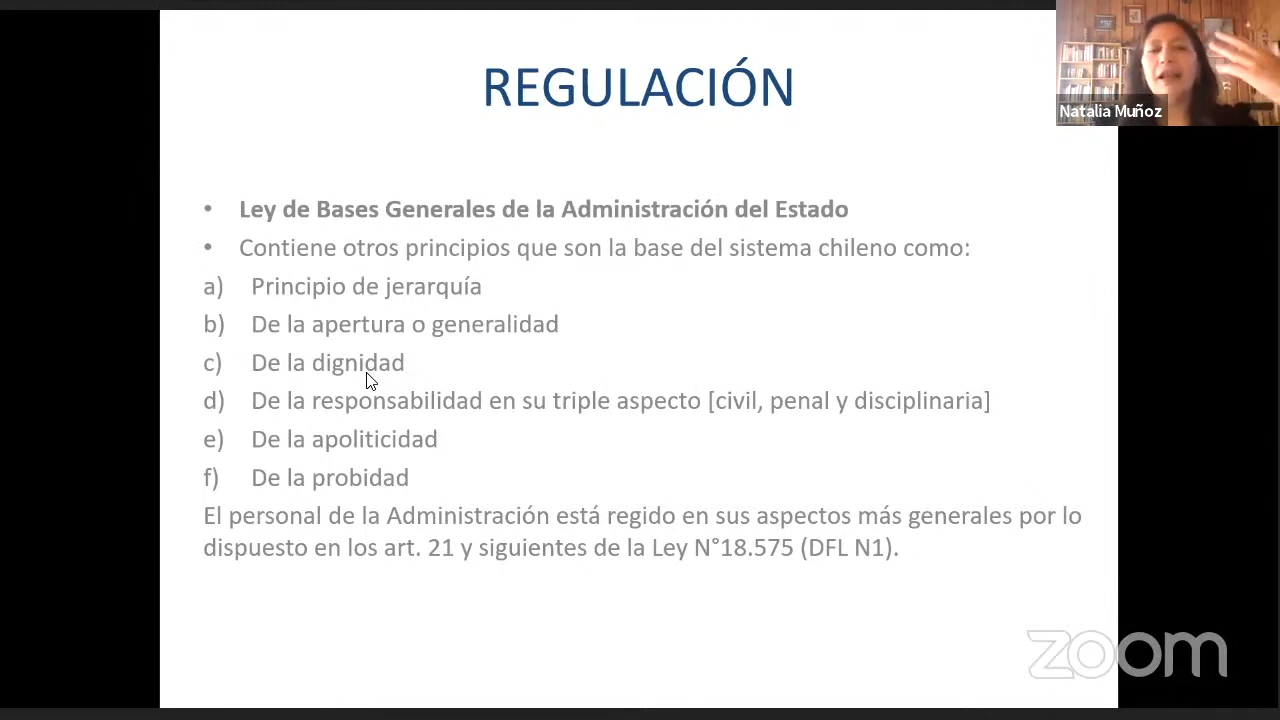 REGULACIÓN
Natalia Muñoz
• Ley de Bases Generales de la Administración del Estado
• Contiene otros principios que son la base del sistema chileno como:
a) Principio de jerarquía
b) De la apertura o generalidad
c) De la dignidad
d) De la responsabilidad en su triple aspecto [civil, penal y disciplinaria]
e) De la apoliticidad
f) De la probidad
El personal de la Administración está regido en sus aspectos más generales por lo
dispuesto en los art. 21 y siguientes de la Ley N°18.575 (DFL N1).
zoom